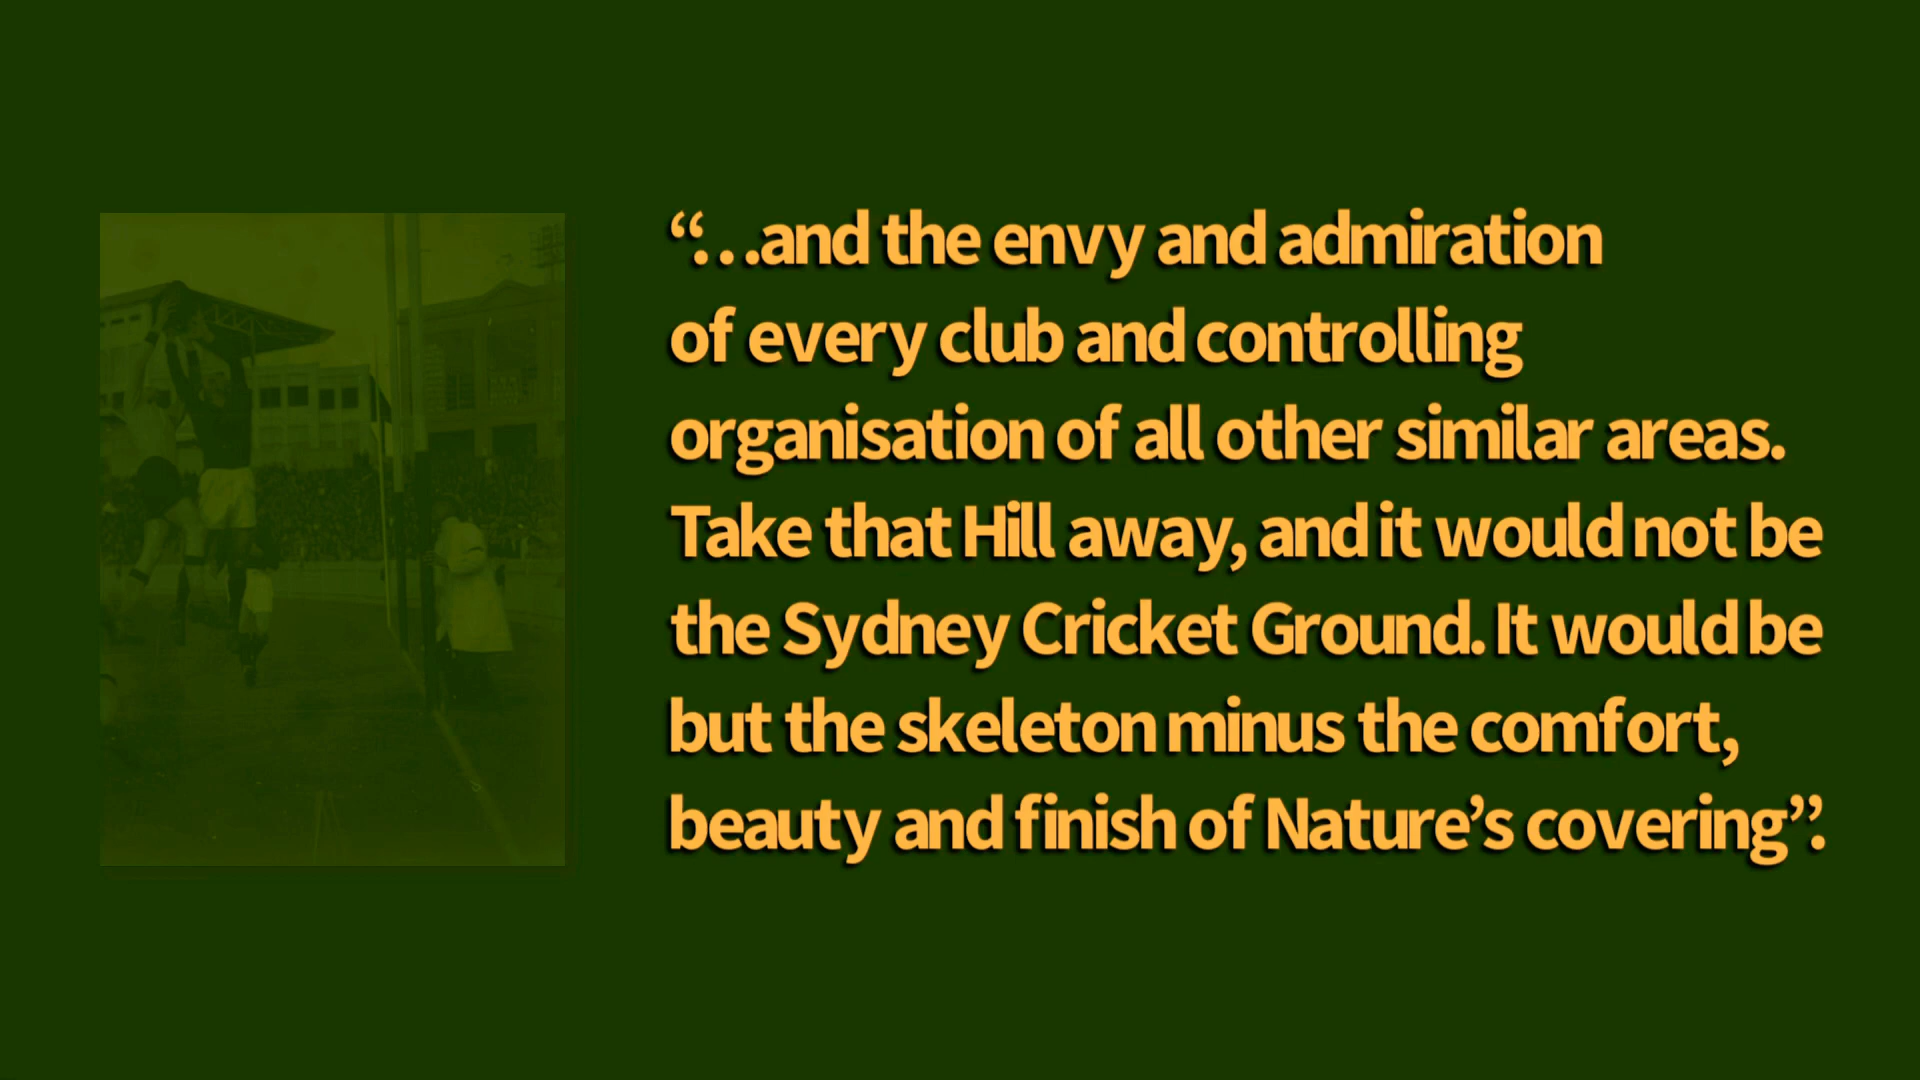 “…and the envy and admiration
of every club and controlling
organisation of all other similar areas.
Take that Hill away, and it would not be
the Sydney Cricket Ground. It would be
but the skeleton minus the comfort,
beauty and finish of Nature’s covering”.